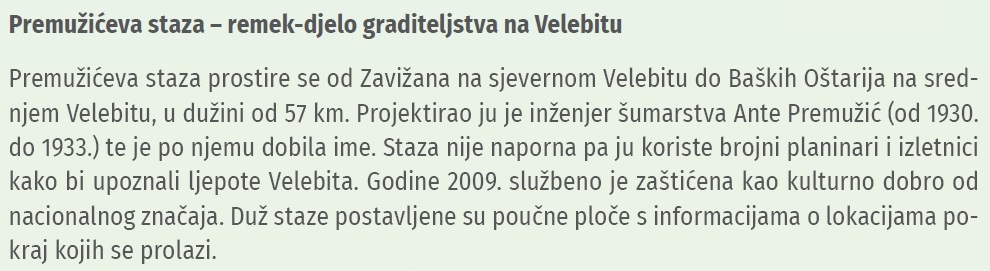 Premužićeva staza – remek-djelo graditeljstva na Velebitu
Premužićeva staza prostire se od Zavižana na sjevernom Velebitu do Baških Oštarija na sred-
njem Velebitu, u dužini od 57 km. Projektirao ju je inženjer šumarstva Ante Premužić (od 1930.
do 1933.) te je po njemu dobila ime. Staza nije naporna pa ju koriste brojni planinari i izletnici
kako bi upoznali ljepote Velebita. Godine 2009. službeno je zaštićena kao kulturno dobro od
nacionalnog značaja. Duž staze postavljene su poučne ploče s informacijama o lokacijama po-
kraj kojih se prolazi.